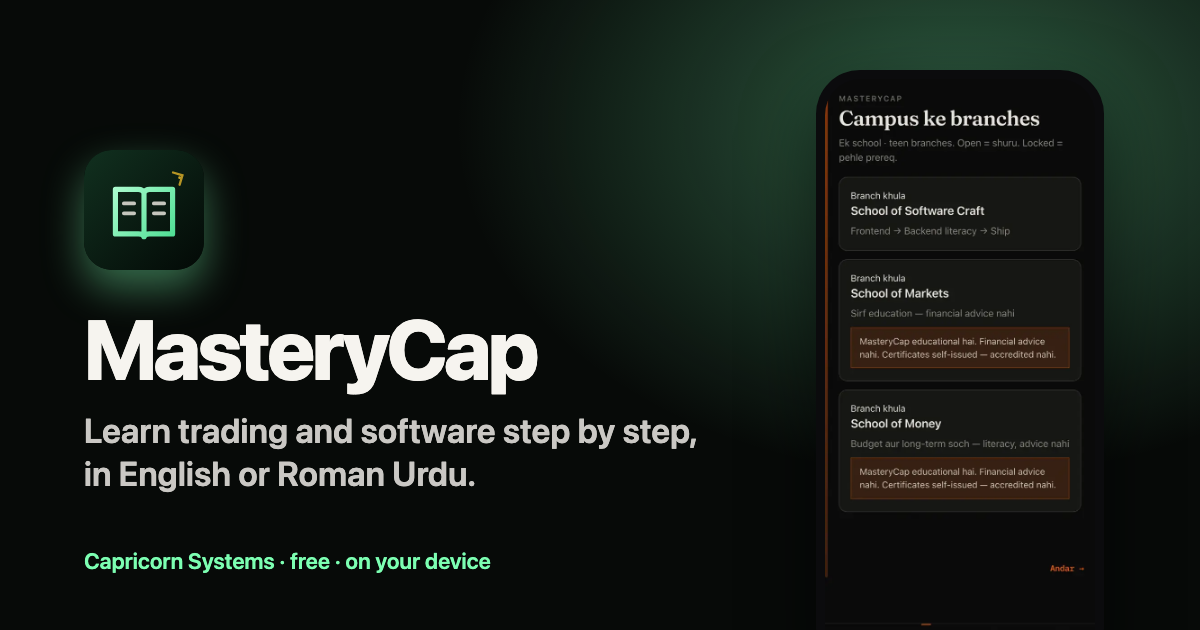 MasteryCap
Learn trading and software step by step,
in English or Roman Urdu.
Capricorn Systems · free · on your device
MASTERYCAP
Campus ke branches
Ek school · teen branches. Open = shuru. Locked =
pehle prereq.
Branch khula
School of Software Craft
Frontend → Backend literacy → Ship
Branch khula
School of Markets
Sirf education — financial advice nahi
MasteryCap educational hai. Financial advice
nahi. Certificates self-issued — accredited nahi.
Branch khula
School of Money
Budget aur long-term soch — literacy, advice nahi
MasteryCap educational hai. Financial advice
nahi. Certificates self-issued — accredited nahi.
Andar →